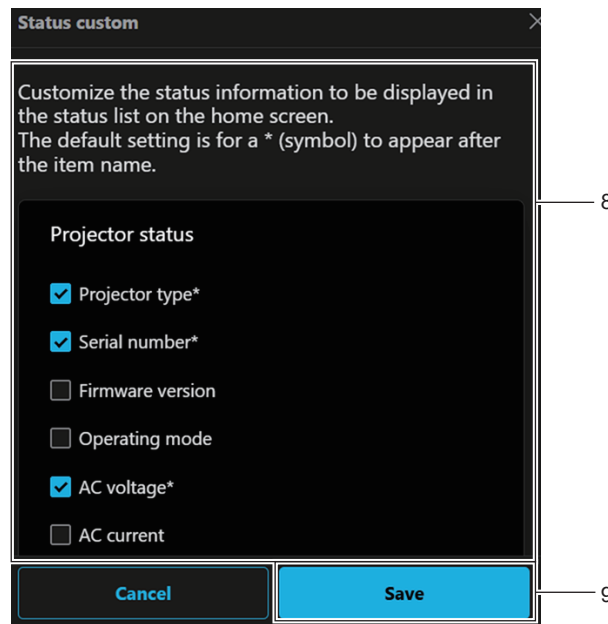 Status custom
Customize the status information to be displayed in
the status list on the home screen.
The default setting is for a * (symbol) to appear after
the item name.
8
Projector status
Projector type*
Serial number*
Firmware version
Operating mode
AC voltage*
AC current
Cancel
Save
9